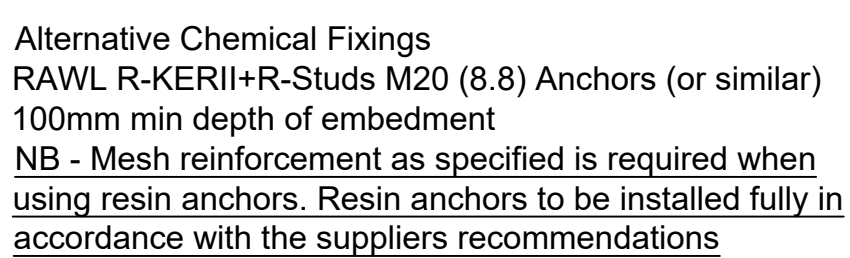 Alternative Chemical Fixings
RAWL R-KERII+R-Studs M20 (8.8) Anchors (or similar)
100mm min depth of embedment
NB - Mesh reinforcement as specified is required when
using resin anchors. Resin anchors to be installed fully in
accordance with the suppliers recommendations